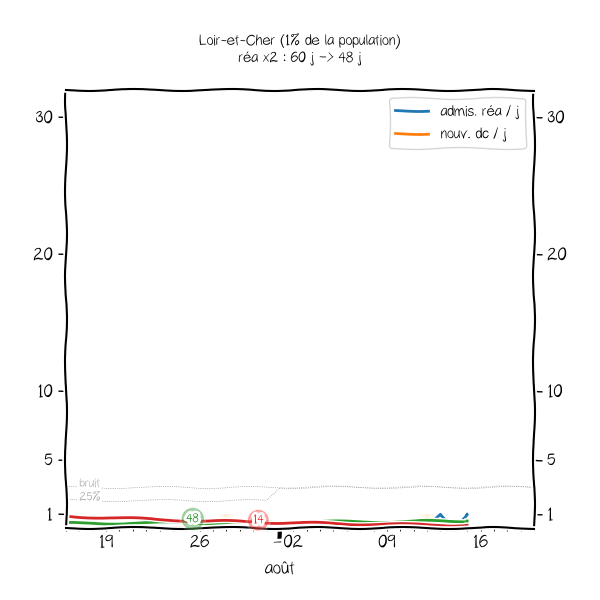 Loir-et-Cher (1% de la population)
réa x2 : 60 j -> 48 j
admis. réa / j
nouv. dc / j
30 30
20 20
10 10
5 5
bruit
25%
1 48 14 1
19 26 02 09 16
août